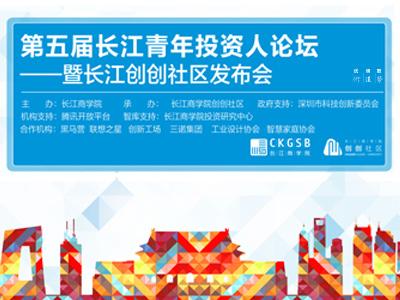 第五届长江青年投资人论坛
——暨长江创创社区发布会
主　办：长江商学院　承　办：长江商学院创创社区　政府支持：深圳市科技创新委员会
机构支持：腾讯开放平台　智库支持：长江商学院投资研究中心
合作机构：黑马营 联想之星 创新工场 三诺集团 工业设计协会 智慧家庭协会
CKGSB
长江商学院
创创社区